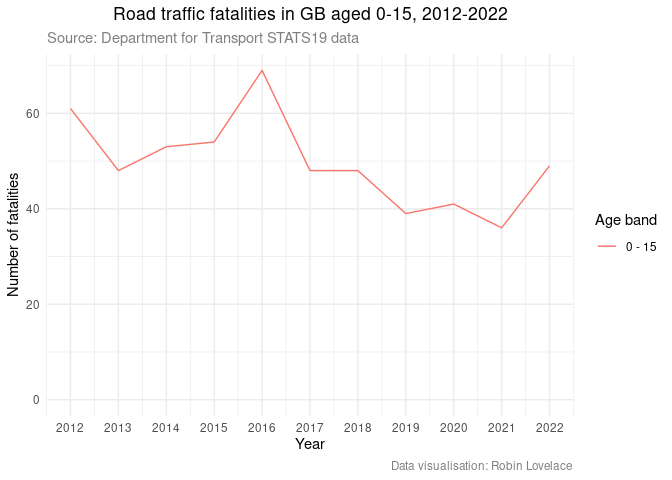 Road traffic fatalities in GB aged 0-15, 2012-2022
Source: Department for Transport STATS19 data
Number of fatalities
60
40
20
0
2012 2013 2014 2015 2016 2017 2018 2019 2020 2021 2022
Year
Age band
0 - 15
Data visualisation: Robin Lovelace